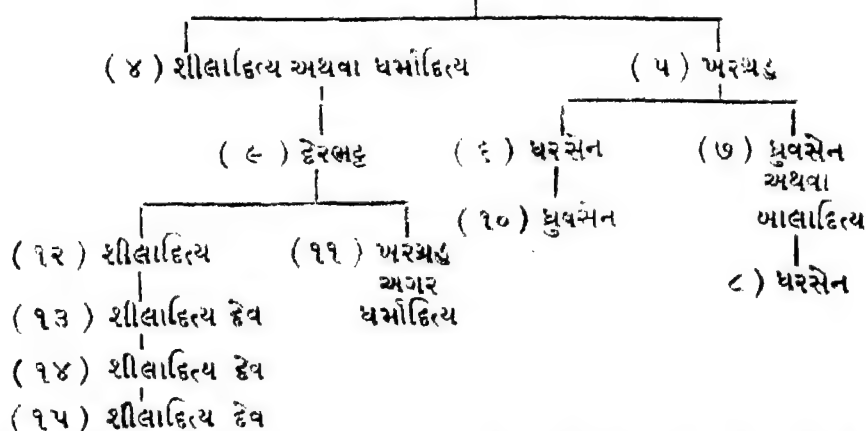 ( ૪ ) શીલાદિત્ય અથવા ધર્માદિત્ય ( ૫ ) ખરગ્રહ
( ૯ ) દેરભટ્ટ ( ૬ ) ધરસેન ( ૭ ) ધ્રુવસેન
અથવા
( ૧૦ ) ધ્રુવસેન બાલાદિત્ય
( ૧૨ ) શીલાદિત્ય ( ૧૧ ) ખરગ્રહ
અગર ૮ ) ધરસેન
( ૧૩ ) શીલાદિત્ય દેવ ધર્માદિત્ય
( ૧૪ ) શીલાદિત્ય દેવ
( ૧૫ ) શીલાદિત્ય દેવ